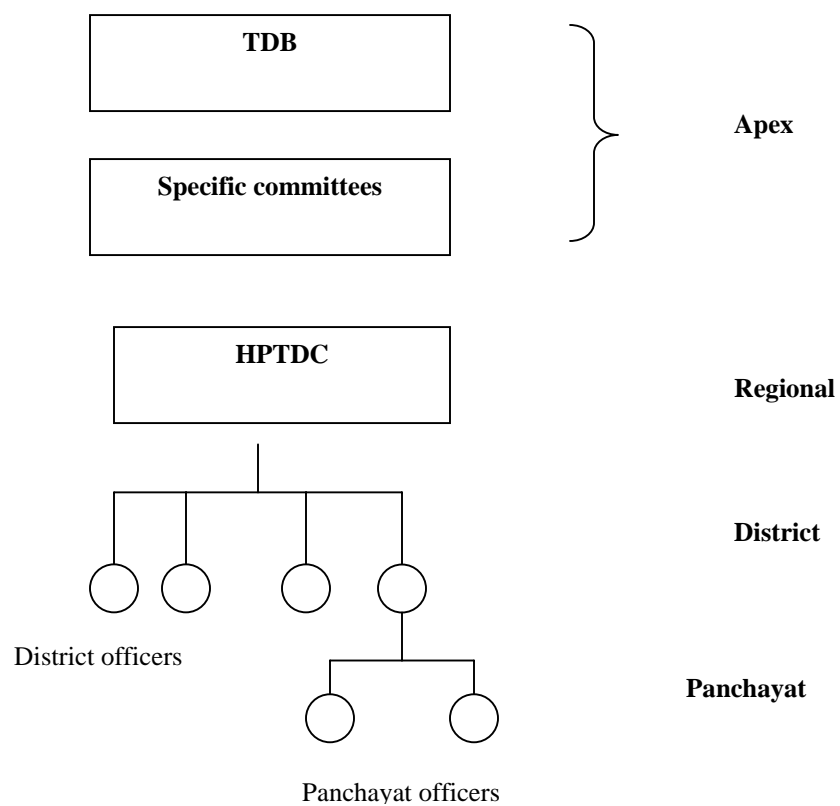 TDB
Apex
Specific committees
HPTDC
Regional
District
District officers
Panchayat
Panchayat officers